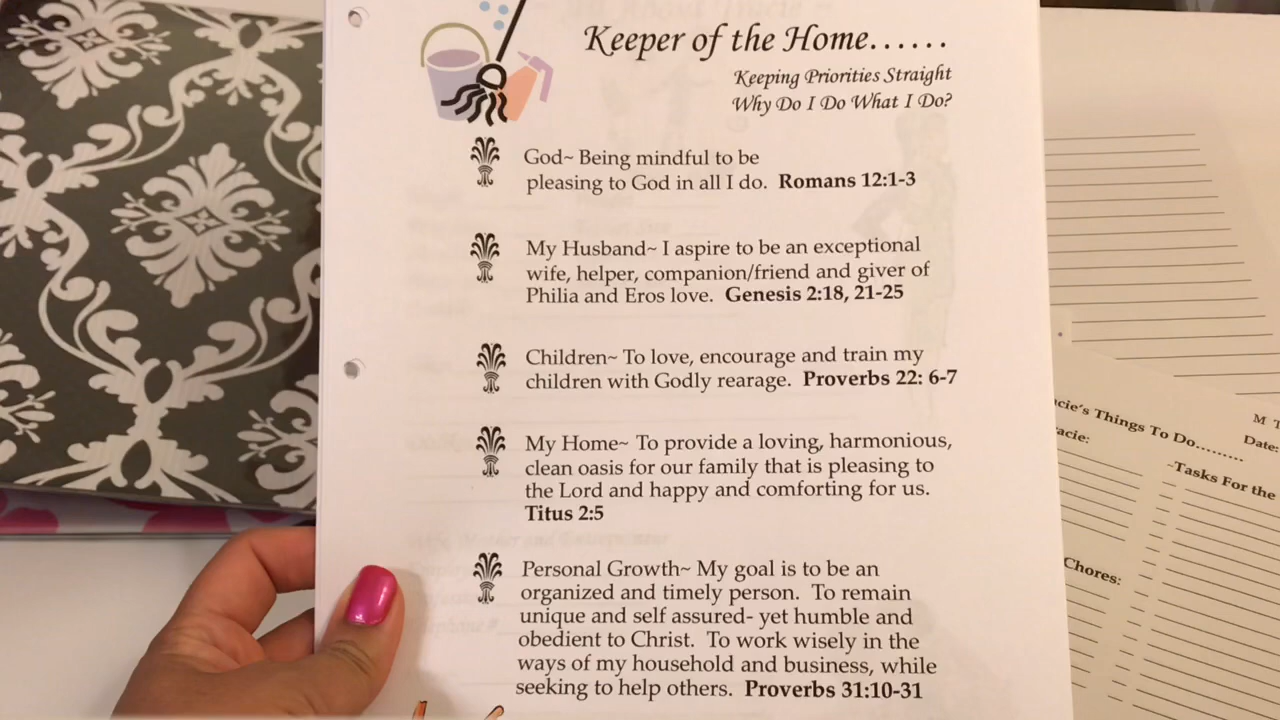 Keeper of the Home......
Keeping Priorities Straight
Why Do I Do What I Do?
God~ Being mindful to be
pleasing to God in all I do. Romans 12:1-3
My Husband~ I aspire to be an exceptional
wife, helper, companion/friend and giver of
Philia and Eros love. Genesis 2:18, 21-25
Children~ To love, encourage and train my
children with Godly rearage. Proverbs 22: 6-7
My Home~ To provide a loving, harmonious,
clean oasis for our family that is pleasing to
the Lord and happy and comforting for us.
Titus 2:5
Personal Growth~ My goal is to be an
organized and timely person. To remain
unique and self assured- yet humble and
obedient to Christ. To work wisely in the
ways of my household and business, while
seeking to help others. Proverbs 31:10-31
Things To Do.........
M T
Date:
~Tasks For the
Chores: